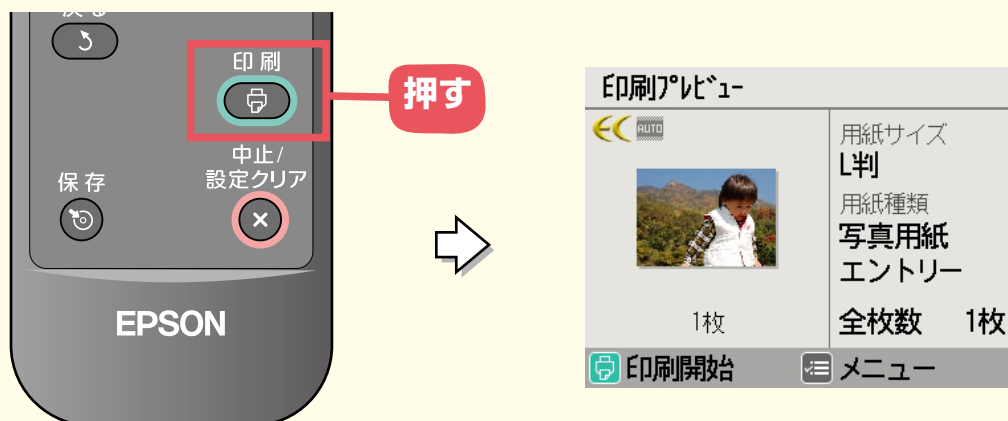 戻る
印刷
押す
中止/
設定クリア
保存
EPSON
印刷プレビュー
EC AUTO
用紙サイズ
L判
用紙種類
写真用紙
エントリー
1枚
全枚数 1枚
印刷開始 メニュー